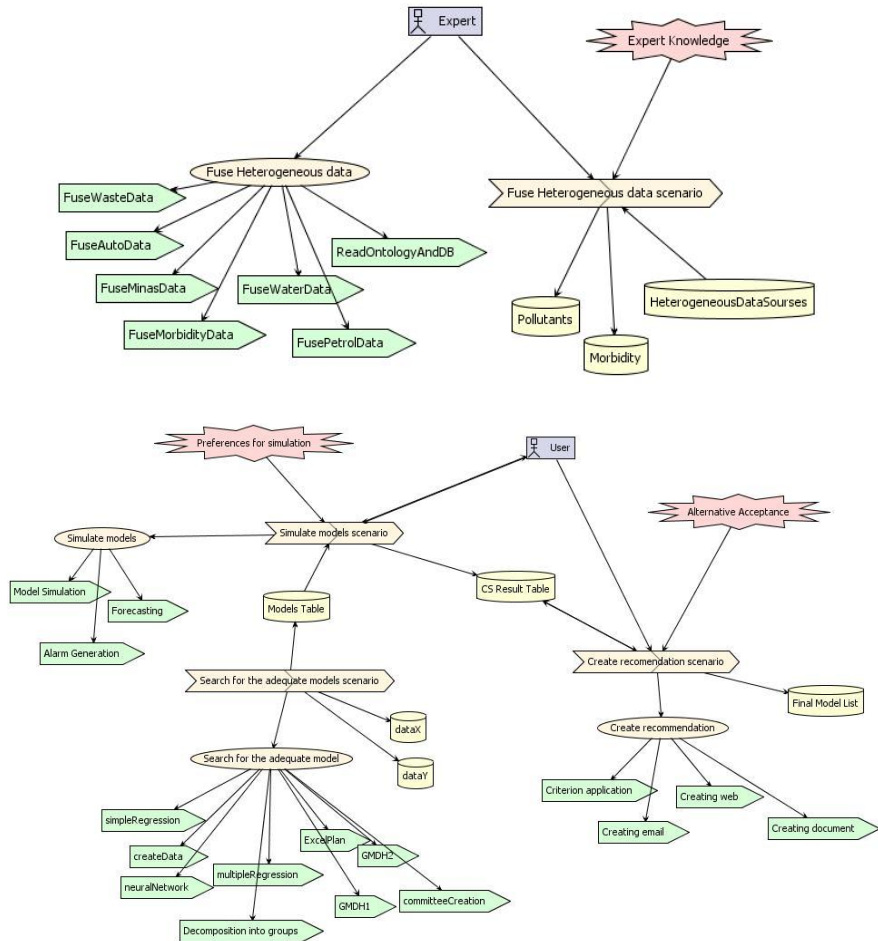 Expert
Expert Knowledge
Fuse Heterogeneous data
Fuse Heterogeneous data scenario
FuseWasteData
FuseAutoData
ReadOntologyAndDB
FuseMinasData
FuseWaterData
HeterogeneousDataSourses
Pollutants
FuseMorbidityData
FusePetrolData
Morbidity
Preferences for simulation
User
Alternative Acceptance
Simulate models scenario
Simulate models
Model Simulation
CS Result Table
Forecasting
Models Table
Alarm Generation
Create recomendation scenario
Search for the adequate models scenario
Final Model List
dataX
Create recommendation
Search for the adequate model
dataY
Criterion application
Creating web
simpleRegression
Creating email
Creating document
ExcelPlan
createData
GMDH2
multipleRegression
neuralNetwork
committeeCreation
GMDH1
Decomposition into groups